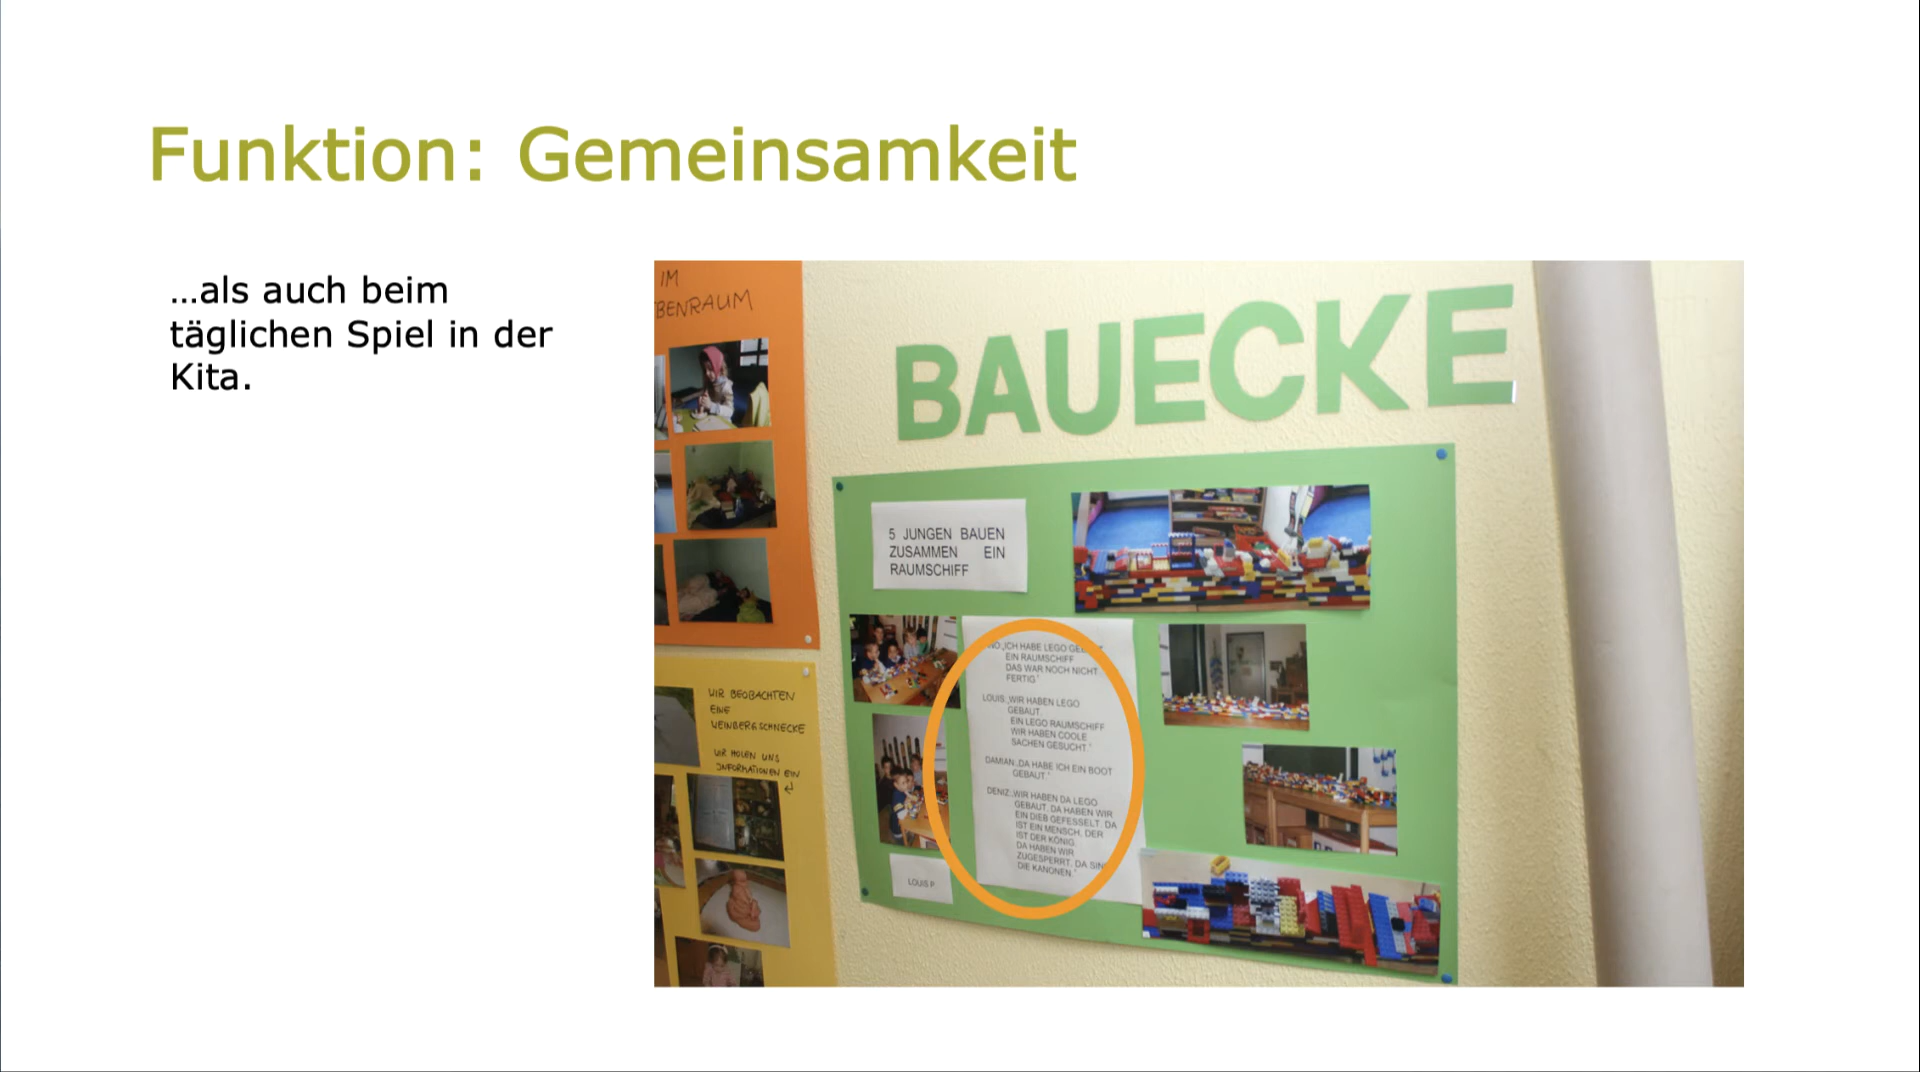 Funktion: Gemeinsamkeit
…als auch beim
täglichen Spiel in der
Kita.
IM
BENRAUM
BAUECKE
5 JUNGEN BAUEN
ZUSAMMEN EIN
RAUMSCHIFF
„ICH HABE LEGO
EIN RAUMSCHIFF
DAS WAR NOCH NICHT
FERTIG“
LOUIS: „WIR HABEN LEGO
GEBAUT.
EIN LEGO RAUMSCHIFF
WIR HABEN COOLE
SACHEN GESUCHT.“
DAMIAN: „DA HABE ICH EIN BOOT
GEBAUT.“
DENIZ: „WIR HABEN DA LEGO
GEBAUT. DA HABEN WIR
EIN DIEB GEFESSELT. DA
IST EIN MENSCH, DER
IST DER KÖNIG.
DA HABEN WIR
ZUGESPERRT. DA SIND
DIE KANONEN.“
LOUIS P.
WIR BEOBACHTEN
EINE
WEINBERGSCHNECKE
WIR HOLEN UNS
INFORMATIONEN EIN